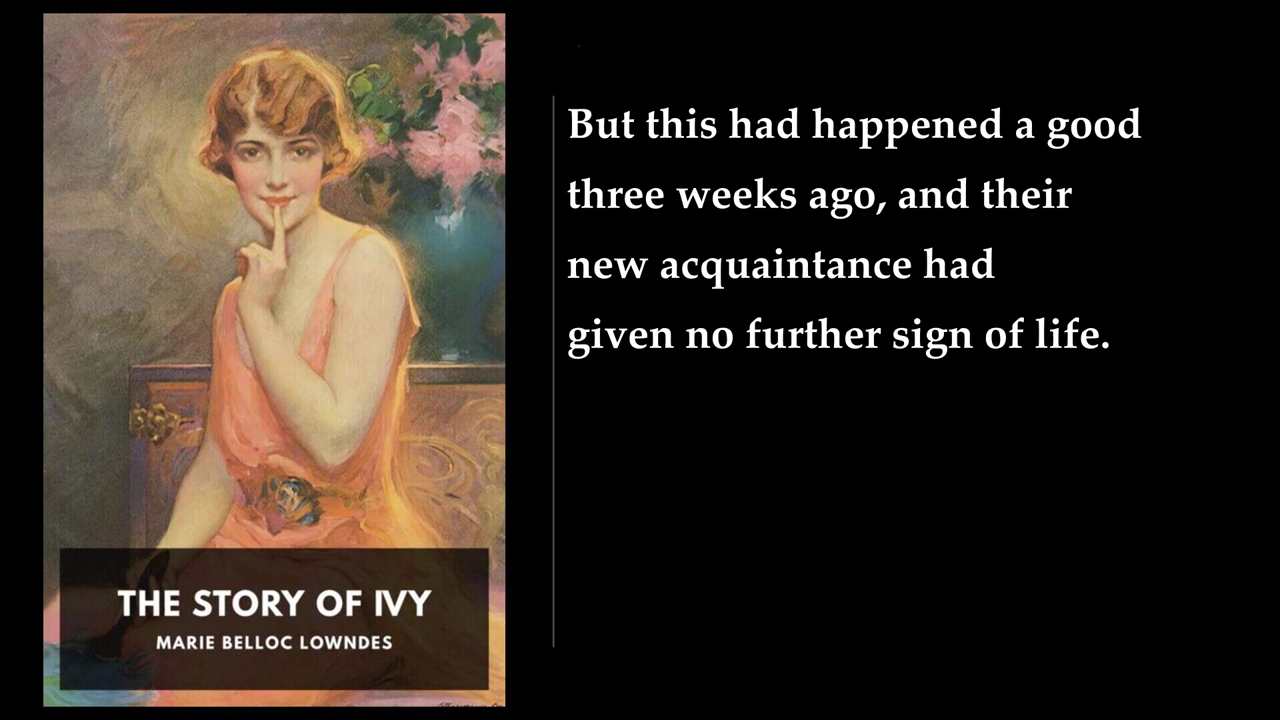 THE STORY OF IVY
MARIE BELLOC LOWNDES
But this had happened a good
three weeks ago, and their
new acquaintance had
given no further sign of life.